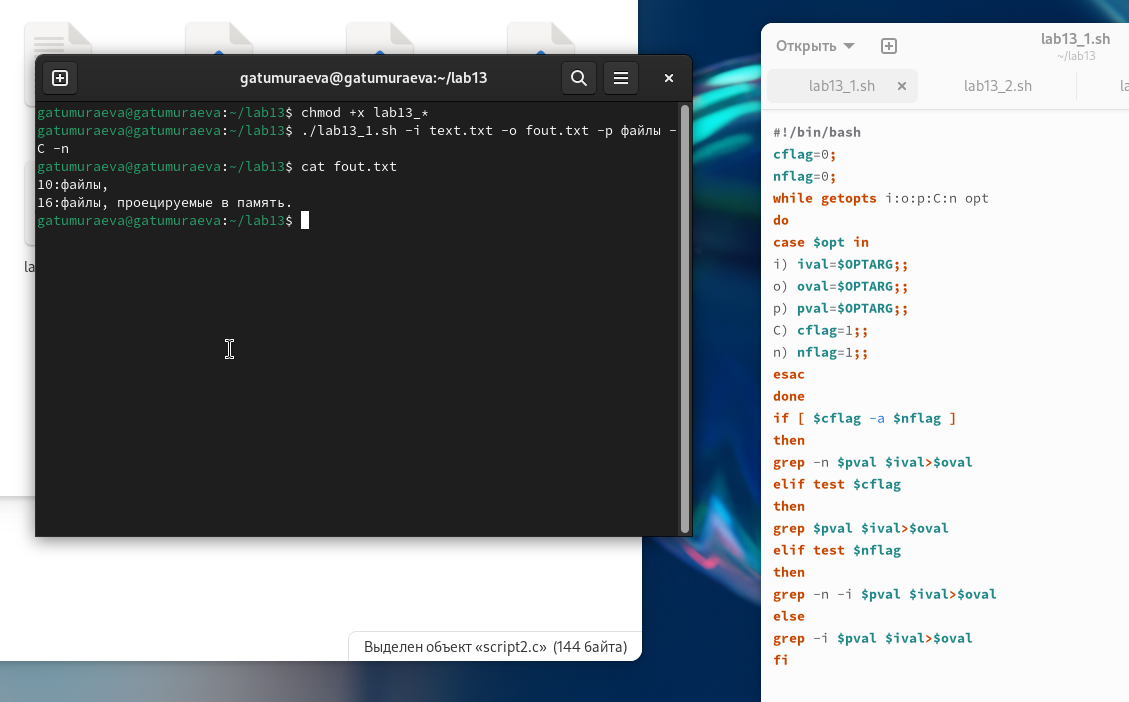 gatumuraeva@gatumuraeva:~/lab13
gatumuraeva@gatumuraeva:~/lab13$ chmod +x lab13_*
gatumuraeva@gatumuraeva:~/lab13$ ./lab13_1.sh -i text.txt -o fout.txt -p файлы -
C -n
gatumuraeva@gatumuraeva:~/lab13$ cat fout.txt
10:файлы,
16:файлы, проецируемые в память.
gatumuraeva@gatumuraeva:~/lab13$
la
Выделен объект «script2.c» (144 байта)
Открыть
lab13_1.sh
~/lab13
lab13_1.sh
lab13_2.sh
la
#!/bin/bash
cflag=0;
nflag=0;
while getopts i:o:p:C:n opt
do
case $opt in
i) ival=$OPTARG;;
o) oval=$OPTARG;;
p) pval=$OPTARG;;
C) cflag=1;;
n) nflag=1;;
esac
done
if [ $cflag -a $nflag ]
then
grep -n $pval $ival>$oval
elif test $cflag
then
grep $pval $ival>$oval
elif test $nflag
then
grep -n -i $pval $ival>$oval
else
grep -i $pval $ival>$oval
fi